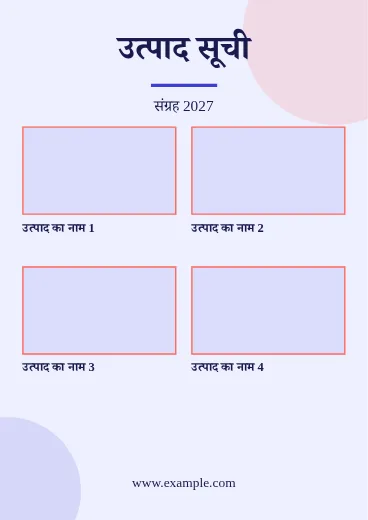 उत्पाद सूची
संग्रह 2027
उत्पाद का नाम 1
उत्पाद का नाम 2
उत्पाद का नाम 3
उत्पाद का नाम 4
www.example.com